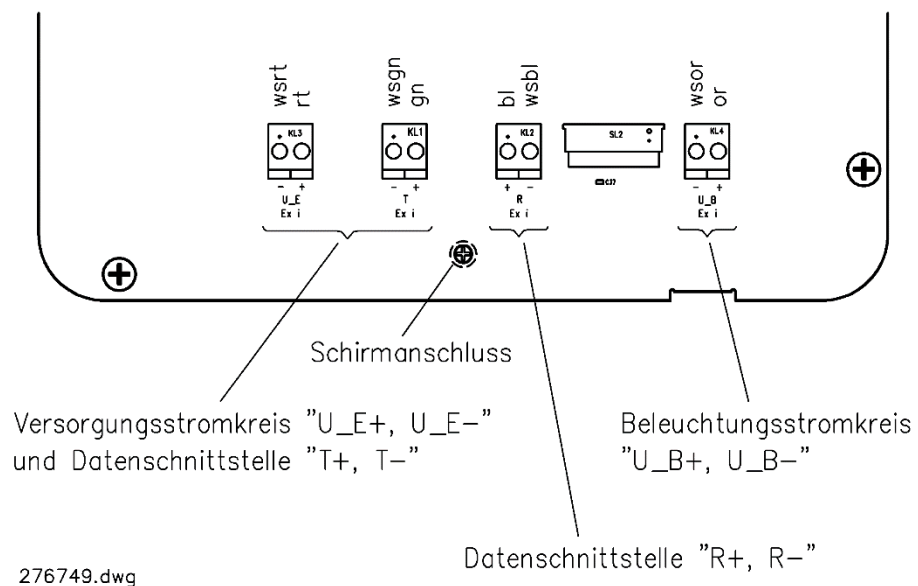 wsrt
rt
wsgn
gn
bl
wsbl
wsor
or
KL3
KL1
KL2
SL2
KL4
- +
- +
+ -
- +
U_E
T
R
U_B
Ex i
Ex i
Ex i
Ex i
Schirmanschluss
Versorgungsstromkreis "U_E+, U_E-"
und Datenschnittstelle "T+, T-"
Beleuchtungsstromkreis
"U_B+, U_B-"
Datenschnittstelle "R+, R-"
276749.dwg